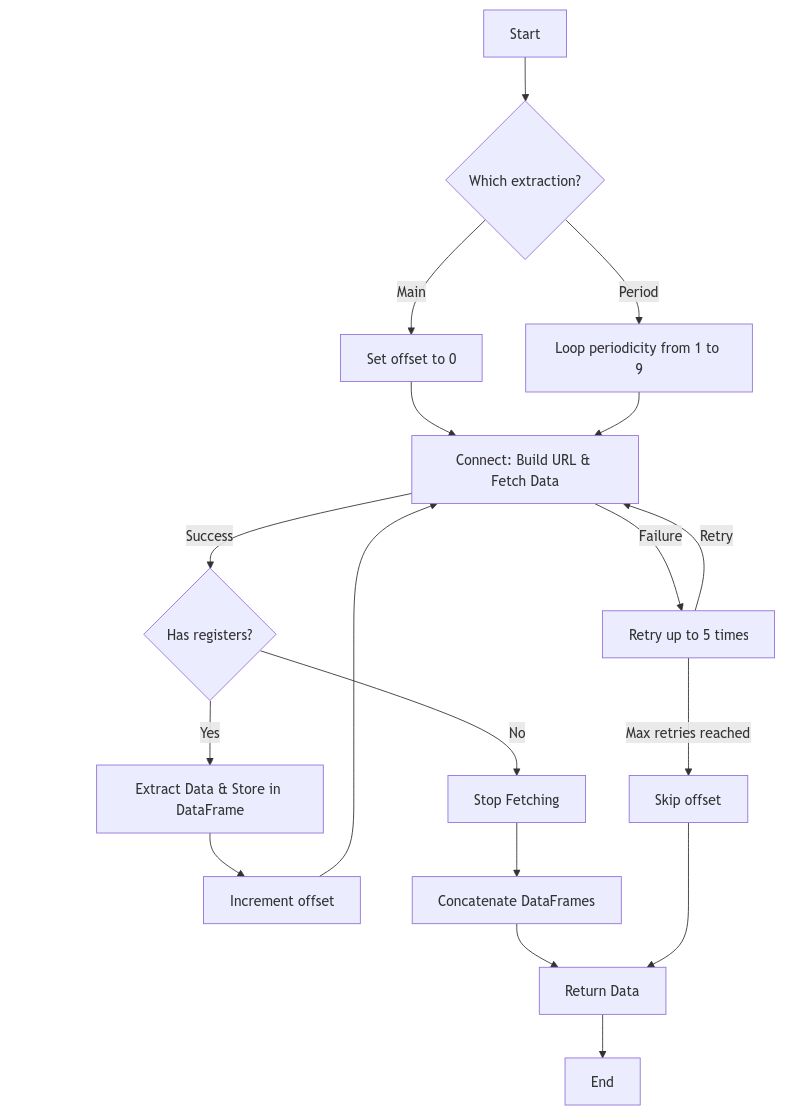 Start
Which extraction?
Main
Period
Set offset to 0
Loop periodicity from 1 to
9
Connect: Build URL &
Fetch Data
Success
Failure
Retry
Has registers?
Retry up to 5 times
Yes
No
Max retries reached
Extract Data & Store in
DataFrame
Stop Fetching
Skip offset
Increment offset
Concatenate DataFrames
Return Data
End